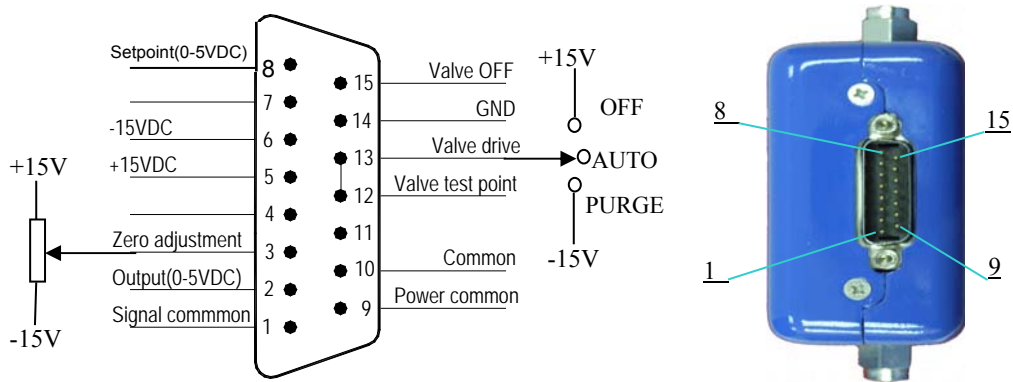 Setpoint(0-5VDC)
8
7
-15VDC
6
+15VDC
5
4
Zero adjustment
3
Output(0-5VDC)
2
Signal commmon
1
+15V
-15V
15
Valve OFF
14
GND
13
Valve drive
12
Valve test point
11
10
Common
9
Power common
+15V
OFF
AUTO
PURGE
-15V
8
15
1
9